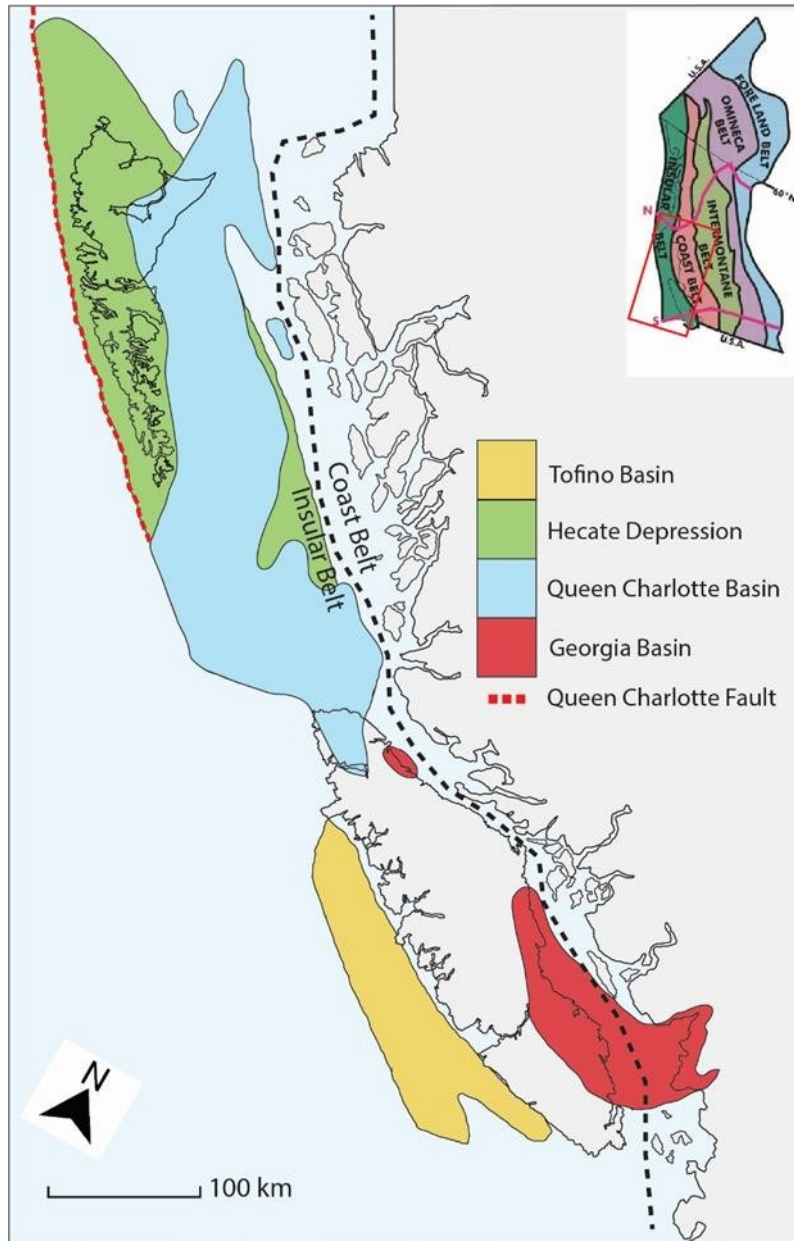 U.S.A.
FORE LAND BELT
OMINECA
BELT
60°N
INSULAR
BELT
N
INTERMONTANE
BELT
COAST BELT
S
U.S.A.
Coast Belt
Insular Belt
Tofino Basin
Hecate Depression
Queen Charlotte Basin
Georgia Basin
Queen Charlotte Fault
N
100 km